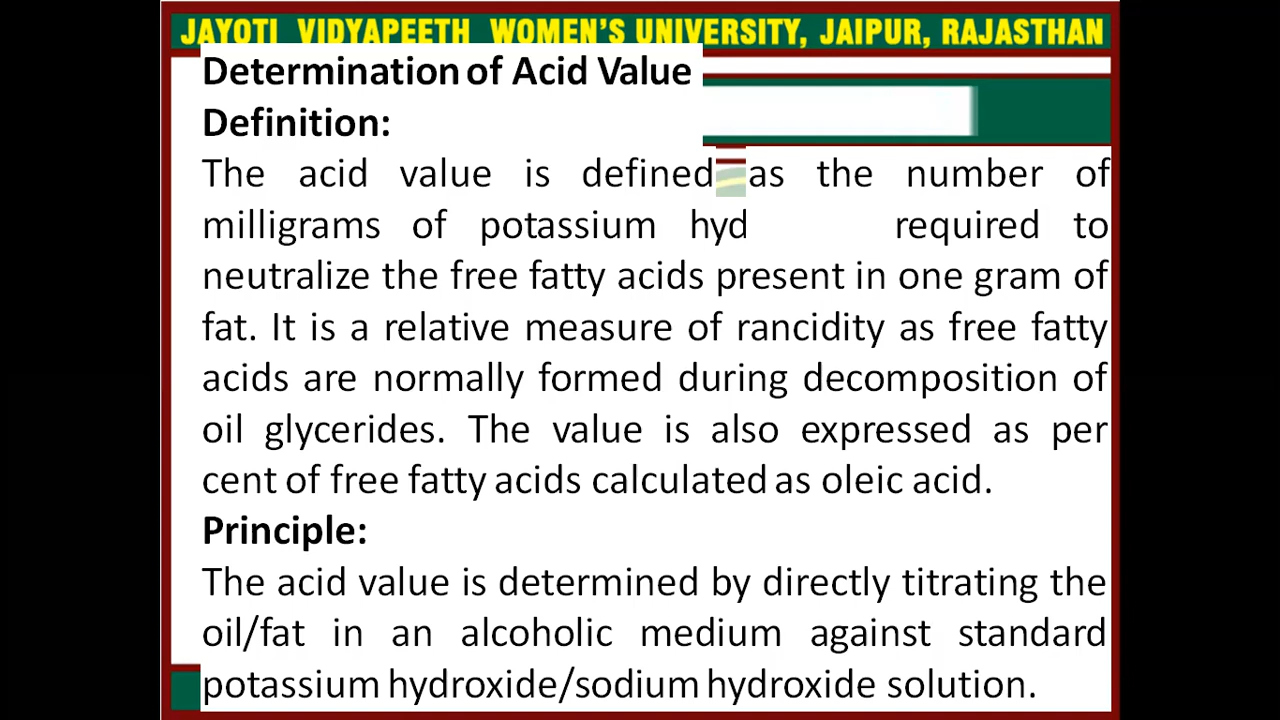 JAYOTI VIDYAPEETH WOMEN'S UNIVERSITY, JAIPUR, RAJASTHAN
Determination of Acid Value
Definition:
The acid value is defined as the number of
milligrams of potassium hyd required to
neutralize the free fatty acids present in one gram of
fat. It is a relative measure of rancidity as free fatty
acids are normally formed during decomposition of
oil glycerides. The value is also expressed as per
cent of free fatty acids calculated as oleic acid.
Principle:
The acid value is determined by directly titrating the
oil/fat in an alcoholic medium against standard
potassium hydroxide/sodium hydroxide solution.